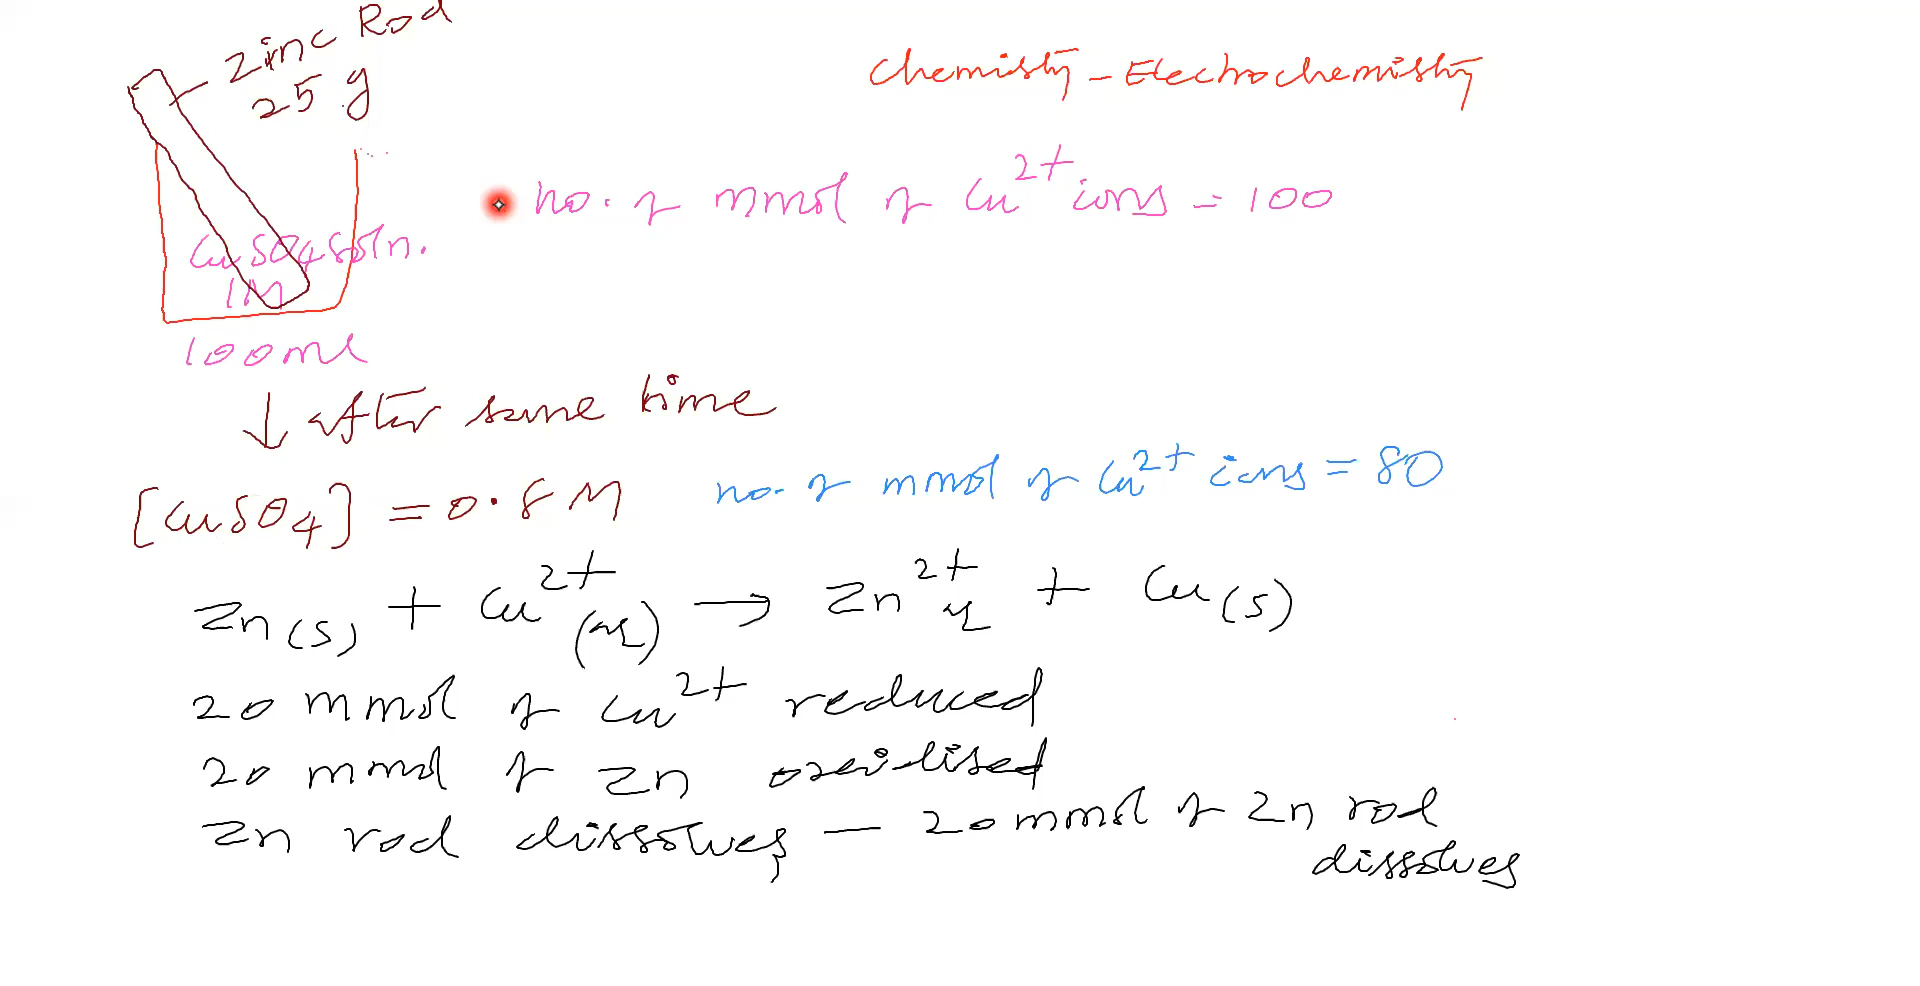 Zinc Rod
25 g
Chemistry - Electrochemistry
no. of mmol of Cu2+ ions = 100
CuSO4 soln.
1M
100ml
↓ after some time
[CuSO4] = 0.8 M
no. of mmol of Cu2+ ions = 80
Zn(s) + Cu2+(aq) → Zn2+aq + Cu(s)
20 mmol of Cu2+ reduced
20 mmol of Zn oxidised
Zn rod dissolves, — 20 mmol of Zn rod
dissolves